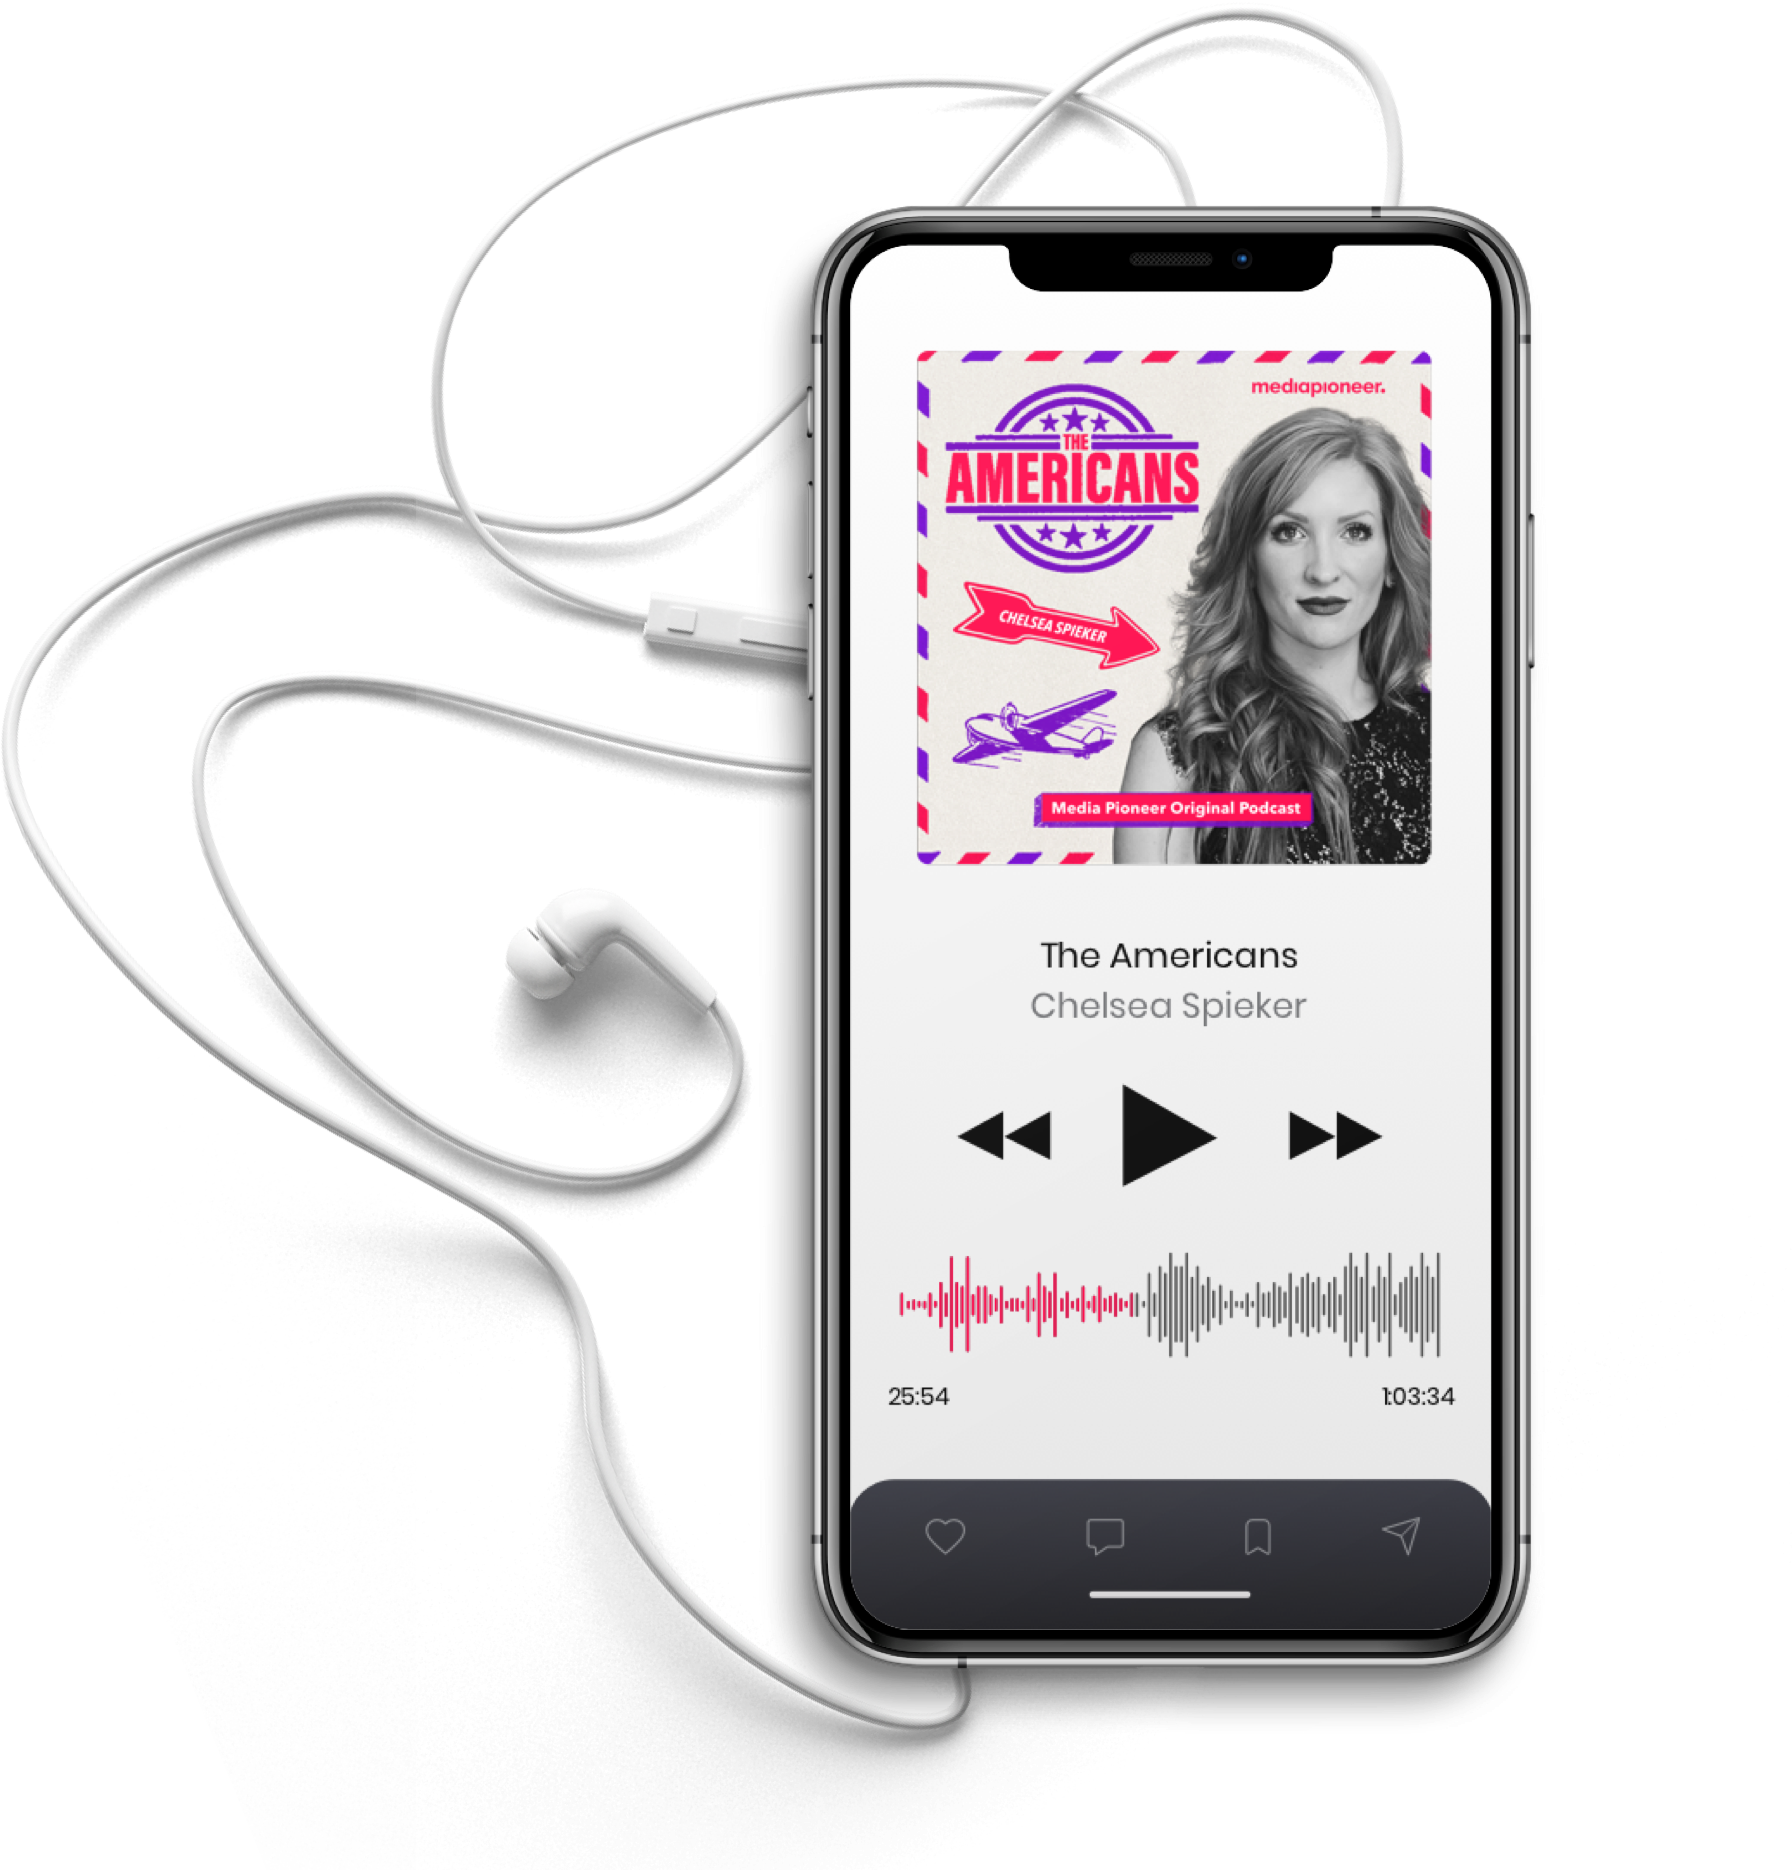 mediapioneer.
THE
AMERICANS
CHELSEA SPIEKER
Media Pioneer Original Podcast
The Americans
Chelsea Spieker
25:54
1:03:34